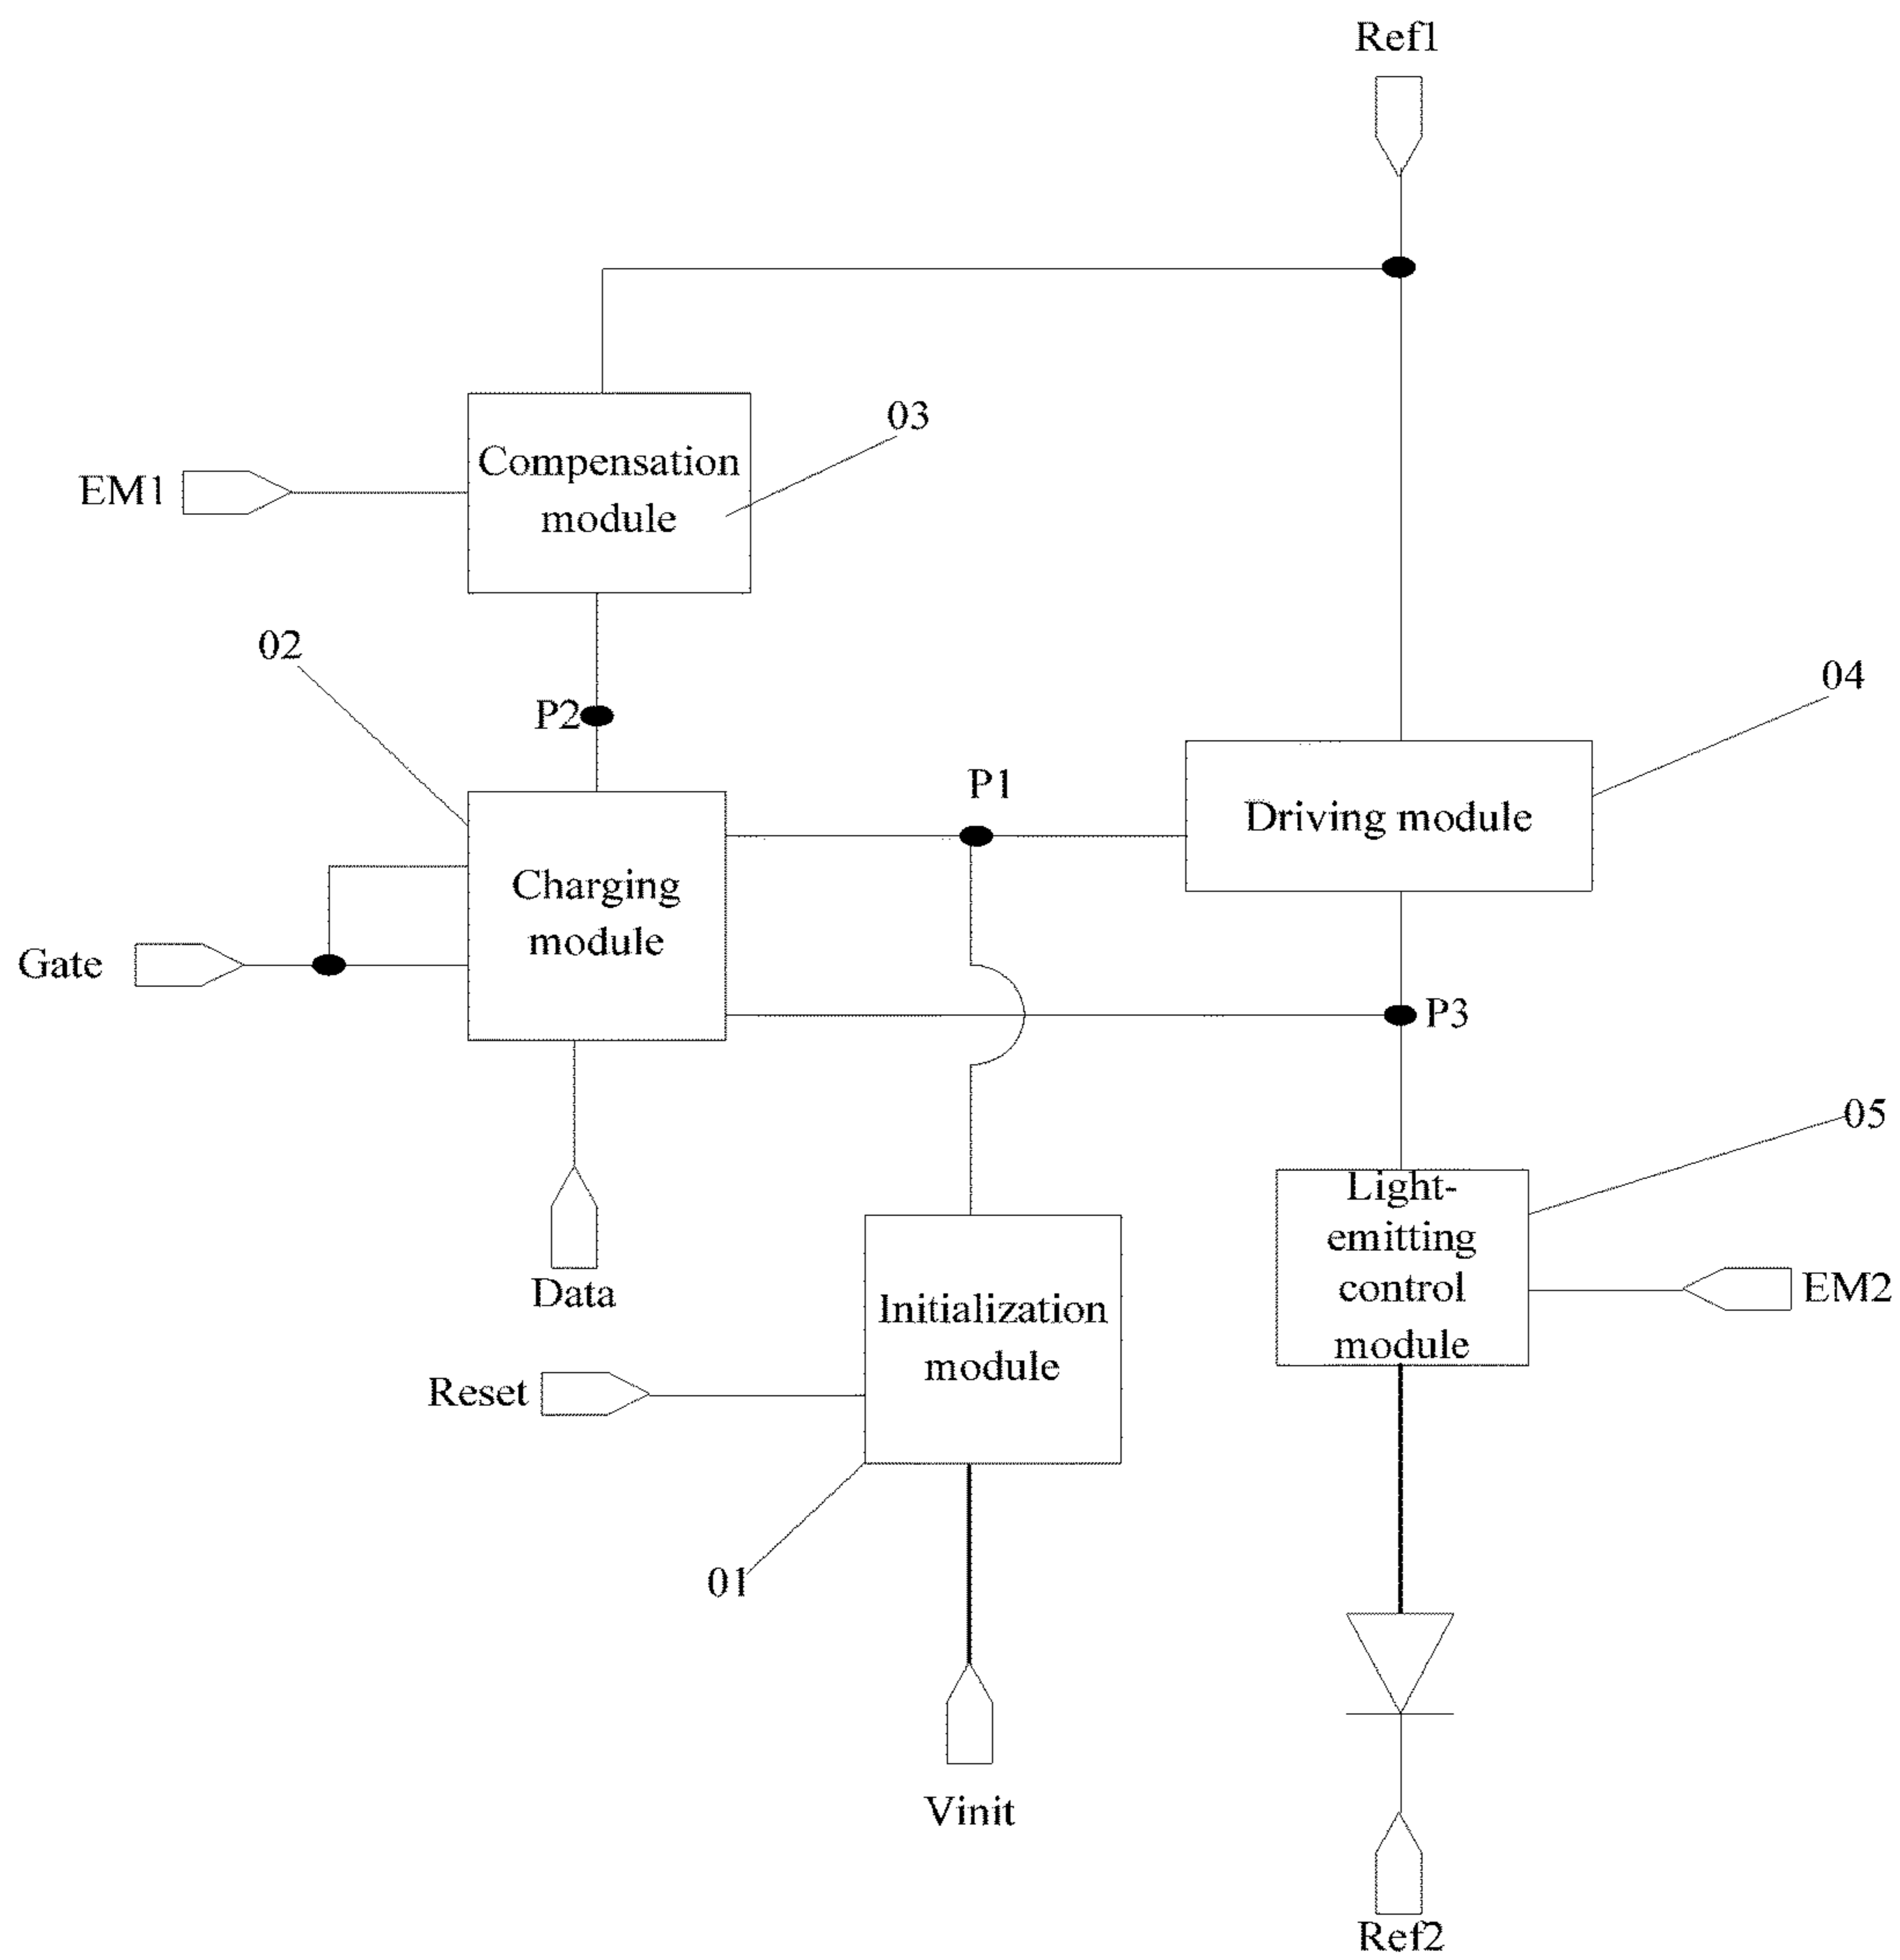 Ref1
03
Compensation
module
EM1
02
04
P2
P1
Driving module
Charging
module
Gate
P3
05
Light-
emitting
control
module
EM2
Data
Initialization
module
Reset
01
Vinit
Ref2